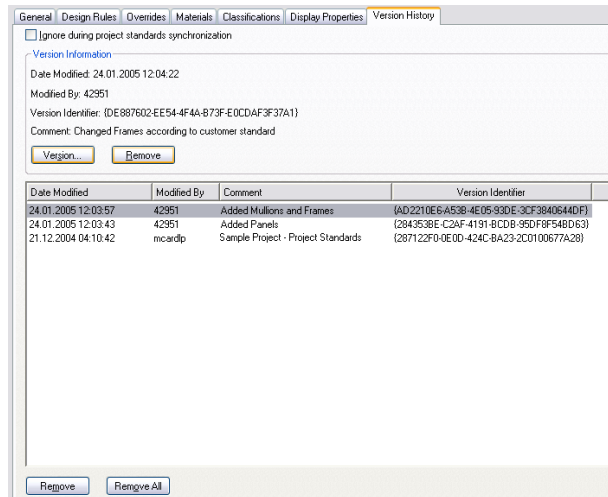 General Design Rules Overrides Materials Classifications Display Properties Version History
Ignore during project standards synchronization
Version Information
Date Modified: 24.01.2005 12:04:22
Modified By: 42951
Version Identifier: {DE887602-EE54-4F4A-B73F-E0CDAF3F37A1}
Comment: Changed Frames according to customer standard
Version... Remove
Date Modified Modified By Comment Version Identifier
24.01.2005 12:03:57 42951 Added Mullions and Frames {AD2210E6-A53B-4E05-93DE-3CF3840644DF}
24.01.2005 12:03:43 42951 Added Panels {284353BE-C2AF-4191-BCDB-95DF8F54BD63}
21.12.2004 04:10:42 mcardlp Sample Project - Project Standards {287122F0-0E0D-424C-BA23-2C0100677A28}
Remove Remove All